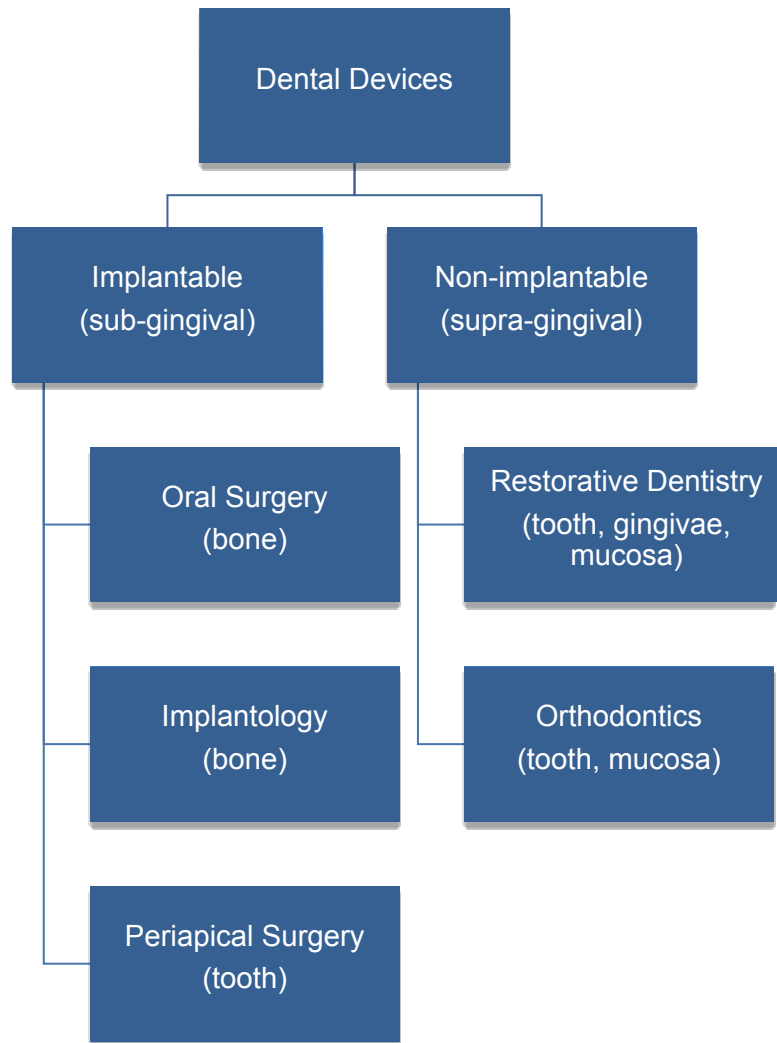 Dental Devices
Implantable
(sub-gingival)
Non-implantable
(supra-gingival)
Oral Surgery
(bone)
Restorative Dentistry
(tooth, gingivae,
mucosa)
Implantology
(bone)
Orthodontics
(tooth, mucosa)
Periapical Surgery
(tooth)